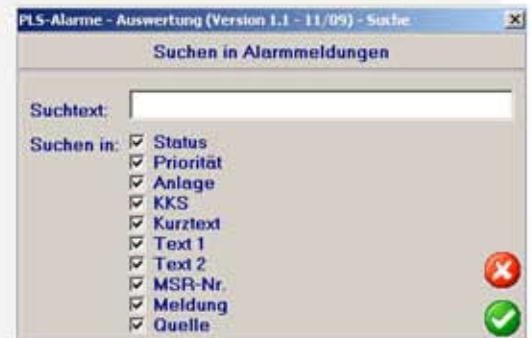 PLS-Alarme - Auswertung (Version 1.1 - 11/09) - Suche
Suchen in Alarmmeldungen
Suchtext:
Suchen in: Status
Priorität
Anlage
KKS
Kurztext
Text 1
Text 2
MSR-Nr.
Meldung
Quelle